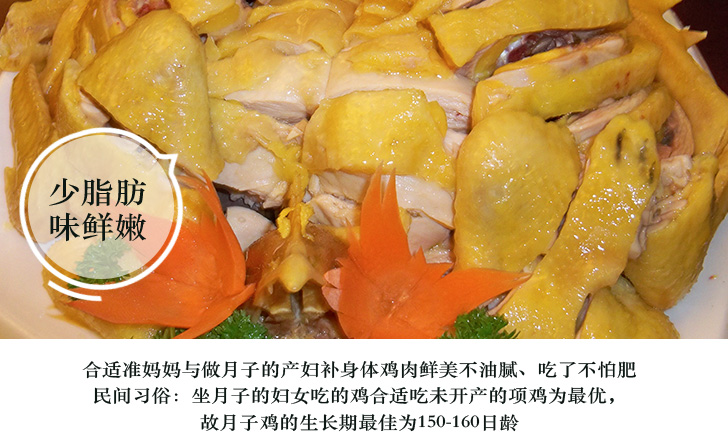 少脂肪
味鲜嫩
合适准妈妈与做月子的产妇补身体鸡肉鲜美不油腻、吃了不怕肥
民间习俗：坐月子的妇女吃的鸡合适吃未开产的项鸡为最优，
故月子鸡的生长期最佳为150-160日龄